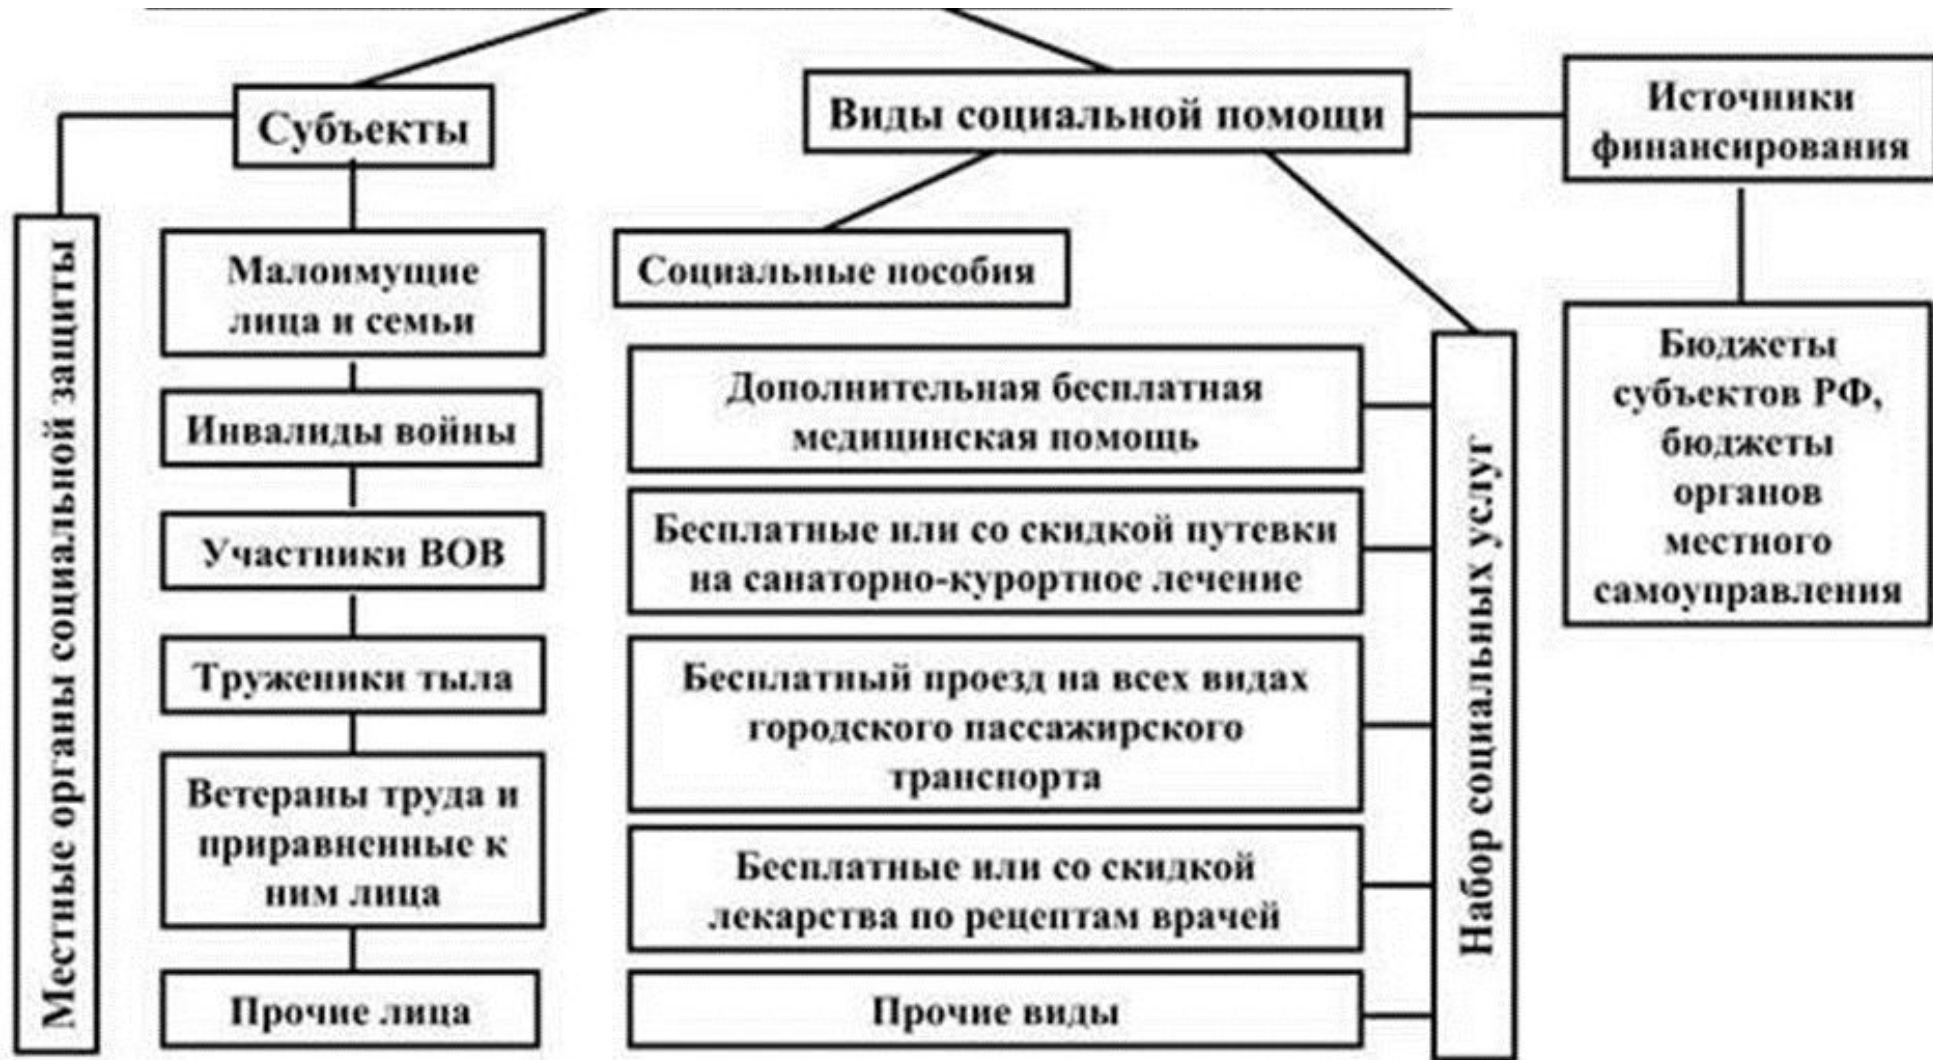 Субъекты
Виды социальной помощи
Источники
финансирования
Местные органы социальной защиты
Малоимущие
лица и семьи
Инвалиды войны
Участники ВОВ
Труженики тыла
Ветераны труда и
приравненные к
ним лица
Прочие лица
Социальные пособия
Дополнительная бесплатная
медицинская помощь
Бесплатные или со скидкой путевки
на санаторно-курортное лечение
Бесплатный проезд на всех видах
городского пассажирского
транспорта
Бесплатные или со скидкой
лекарства по рецептам врачей
Прочие виды
Набор социальных услуг
Бюджеты
субъектов РФ,
бюджеты
органов
местного
самоуправления